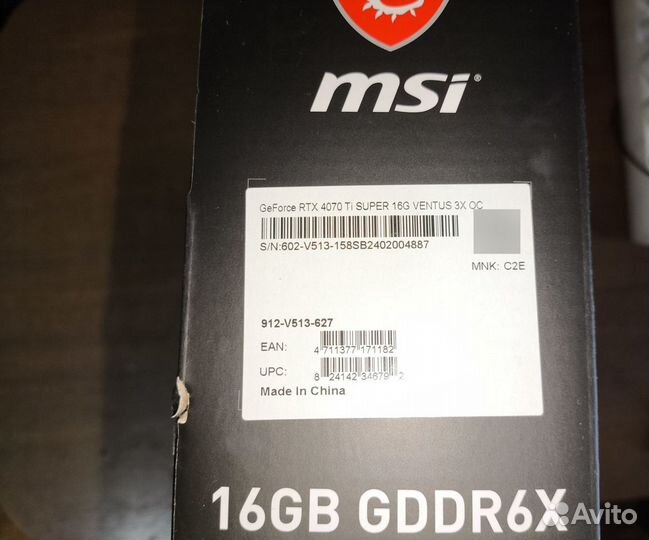 msi
GeForce RTX 4070 Ti SUPER 16G VENTUS 3X OC
S/N:602-V513-158SB2402004887
MNK: C2E
912-V513-627
EAN:
4 711377 171182
UPC:
8 24142 34679 2
Made In China
16GB GDDR6X
Avito